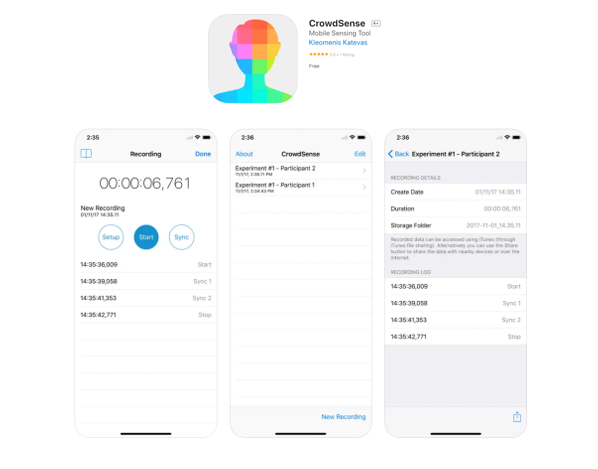 CrowdSense 4+
Mobile Sensing Tool
Kleomenis Katevas
Free
2:35
Recording
Done
00:00:06,761
New Recording
01/11/17 14:35.11
Setup
Start
Sync
14:35:36,009 Start
14:35:39,058 Sync 1
14:35:41,353 Sync 2
14:35:42,771 Stop
2:36
About
CrowdSense
Edit
Experiment #1 - Participant 2
Experiment #1 - Participant 1
New Recording
2:36
Back
Experiment #1 - Participant 2
RECORDING DETAILS
Create Date 01/11/17 14:35.11
Duration 00:00:06,761
Storage Folder 2017-11-01_14.35.11
Recorded data can be accessed using iTunes (through
iTunes file sharing). Alternatively you can use the Share
button to share the data with nearby devices or over the
internet.
RECORDING LOG
14:35:36,009 Start
14:35:39,058 Sync 1
14:35:41,353 Sync 2
14:35:42,771 Stop